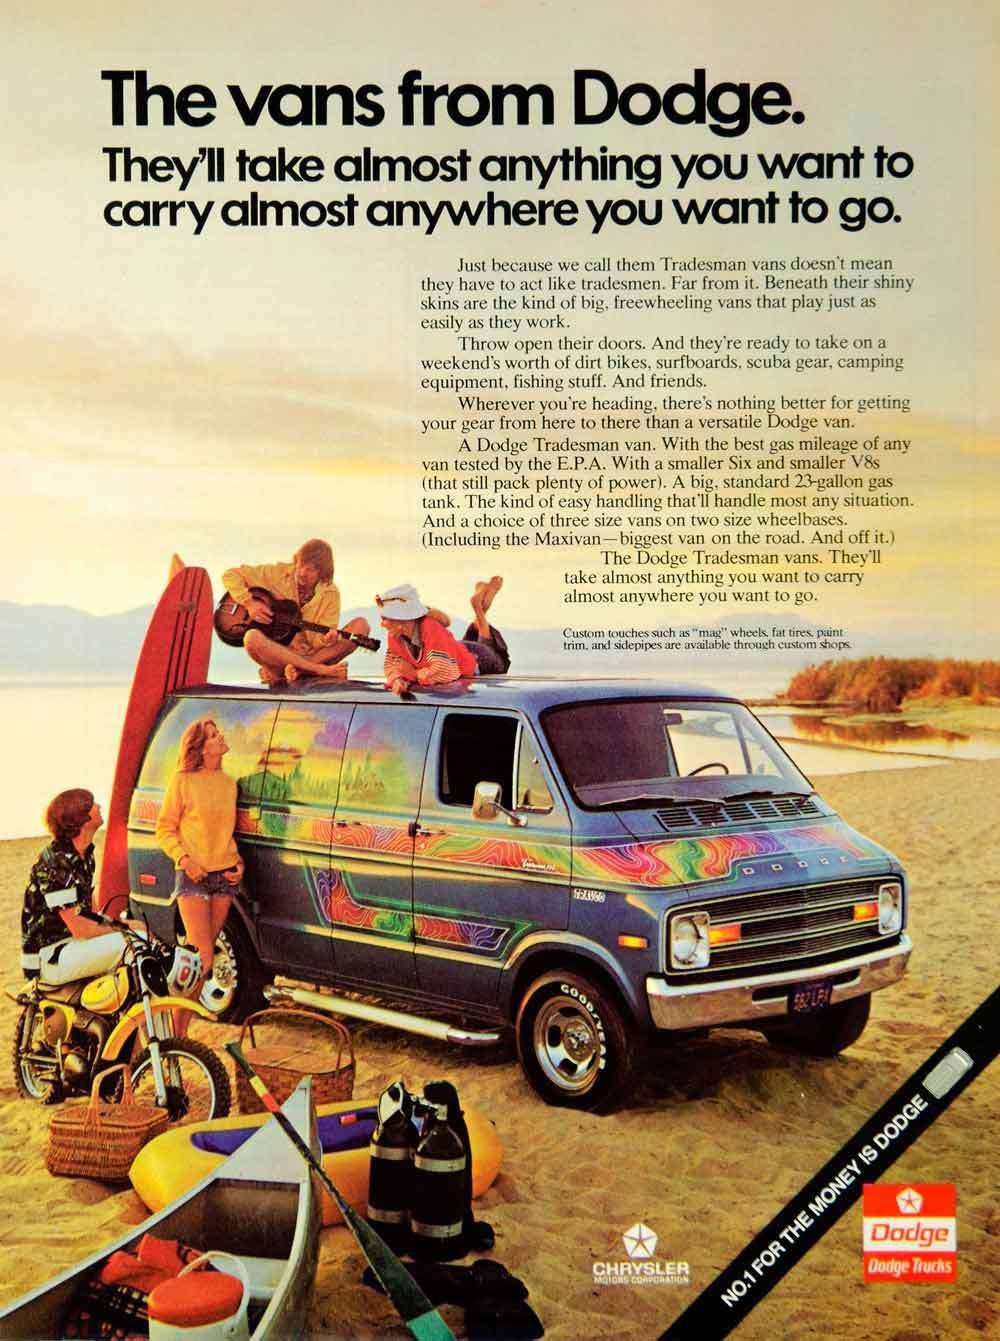 The vans from Dodge.
They'll take almost anything you want to
carry almost anywhere you want to go.
Just because we call them Tradesman vans doesn't mean
they have to act like tradesmen. Far from it. Beneath their shiny
skins are the kind of big, freewheeling vans that play just as
easily as they work.
Throw open their doors. And they're ready to take on a
weekend's worth of dirt bikes, surfboards, scuba gear, camping
equipment, fishing stuff. And friends.
Wherever you're heading, there's nothing better for getting
your gear from here to there than a versatile Dodge van.
A Dodge Tradesman van. With the best gas mileage of any
van tested by the E.P.A. With a smaller Six and smaller V8s
(that still pack plenty of power). A big, standard 23-gallon gas
tank. The kind of easy handling that'll handle most any situation.
And a choice of three size vans on two size wheelbases.
(Including the Maxivan—biggest van on the road. And off it.)
The Dodge Tradesman vans. They'll
take almost anything you want to carry
almost anywhere you want to go.
Custom touches such as "mag" wheels, fat tires, paint
trim, and sidepipes are available through custom shops.
DODGE
TRAVCO
GOODYEAR
NO.1 FOR THE MONEY IS DODGE
CHRYSLER
MOTORS CORPORATION
Dodge
Dodge Trucks